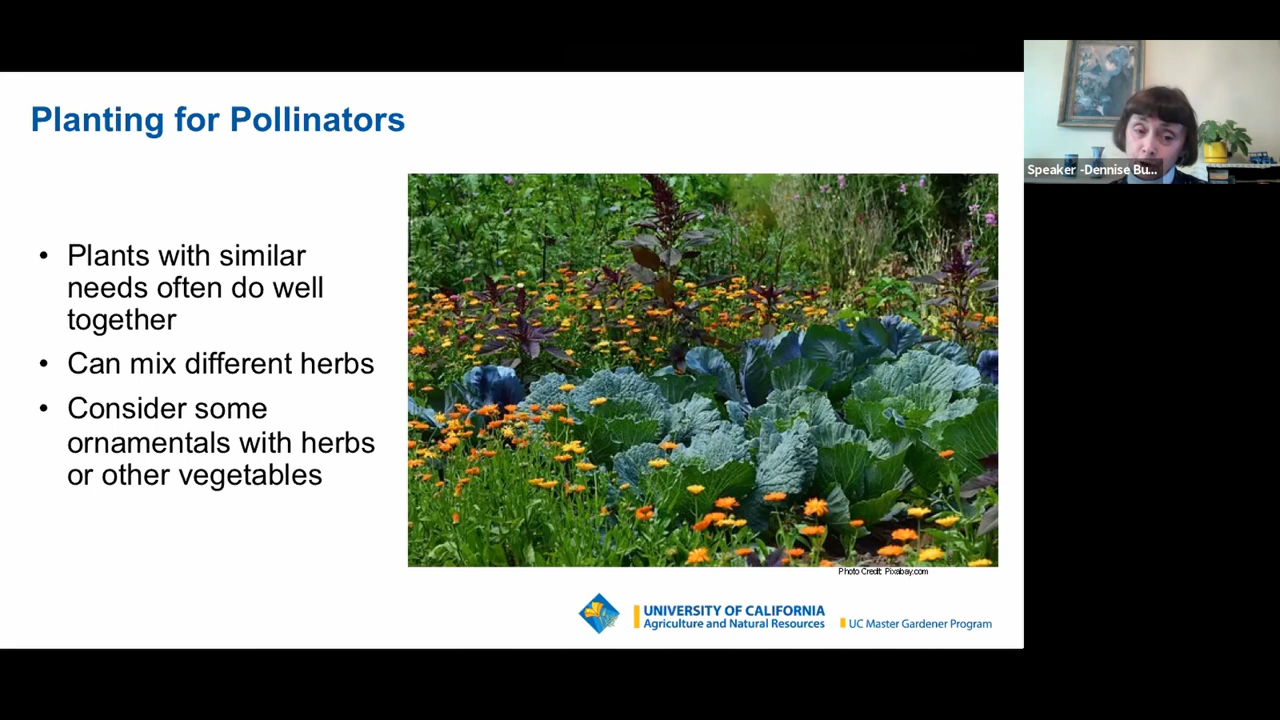 Planting for Pollinators
Speaker -Dennise Bu...
• Plants with similar
needs often do well
together
• Can mix different herbs
• Consider some
ornamentals with herbs
or other vegetables
Photo Credit: Pixabay.com
UNIVERSITY OF CALIFORNIA
Agriculture and Natural Resources
UC Master Gardener Program